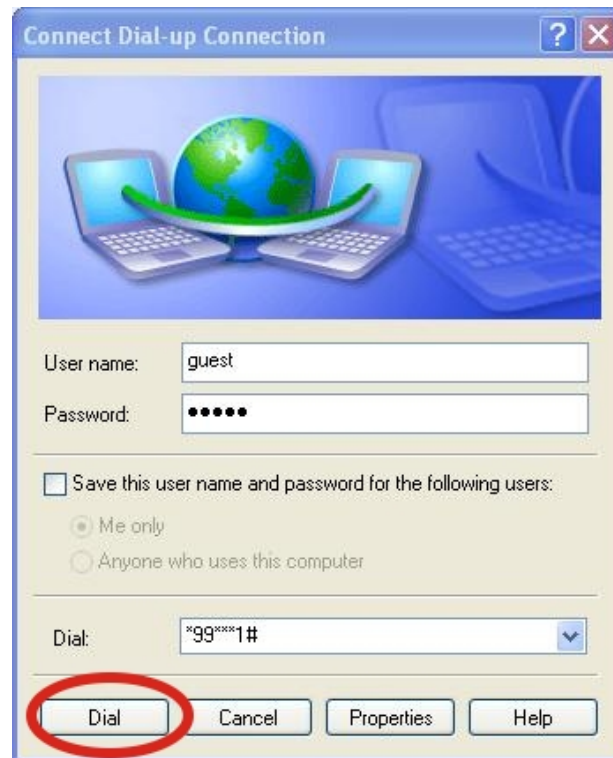 Connect Dial-up Connection
User name: guest
Password: •••••
Save this user name and password for the following users:
Me only
Anyone who uses this computer
Dial: *99***1#
Dial Cancel Properties Help